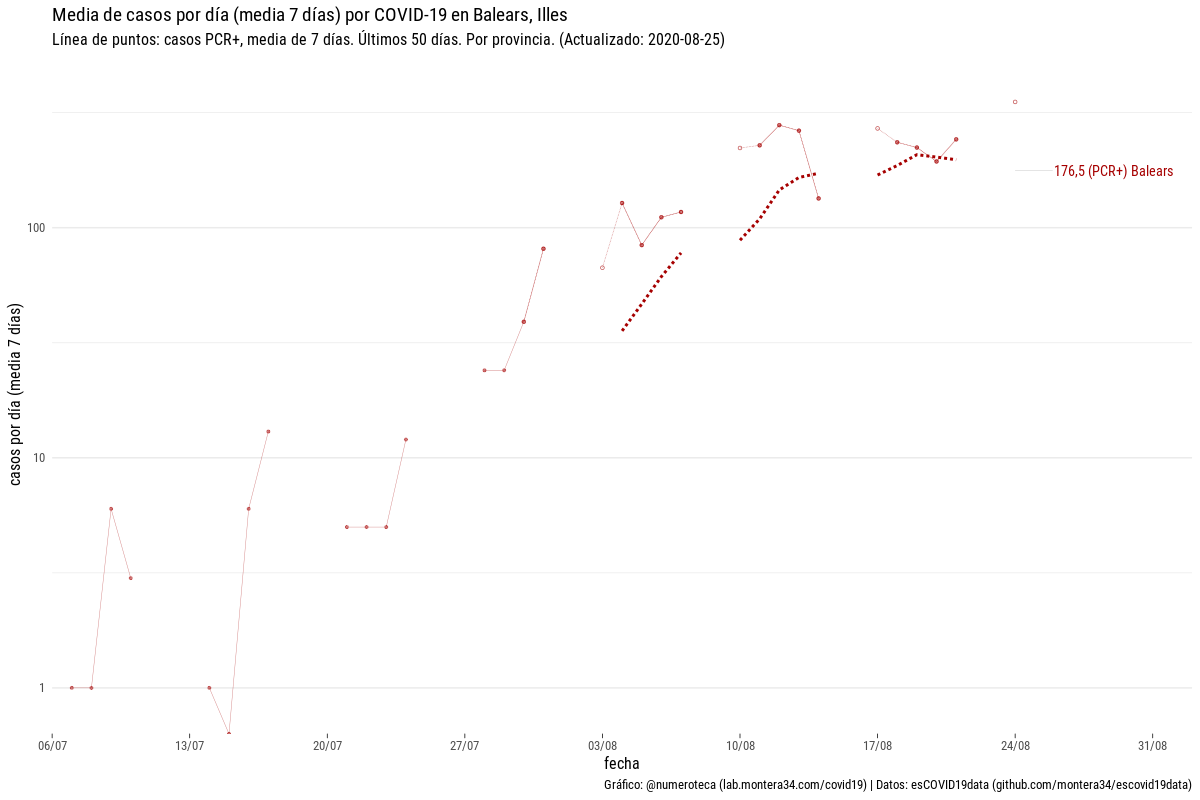 Media de casos por día (media 7 días) por COVID-19 en Balears, Illes
Línea de puntos: casos PCR+, media de 7 días. Últimos 50 días. Por provincia. (Actualizado: 2020-08-25)
casos por día (media 7 días)
100
10
1
176,5 (PCR+) Balears
06/07 13/07 20/07 27/07 03/08 10/08 17/08 24/08 31/08
fecha
Gráfico: @numeroteca (lab.montera34.com/covid19) | Datos: esCOVID19data (github.com/montera34/escovid19data)